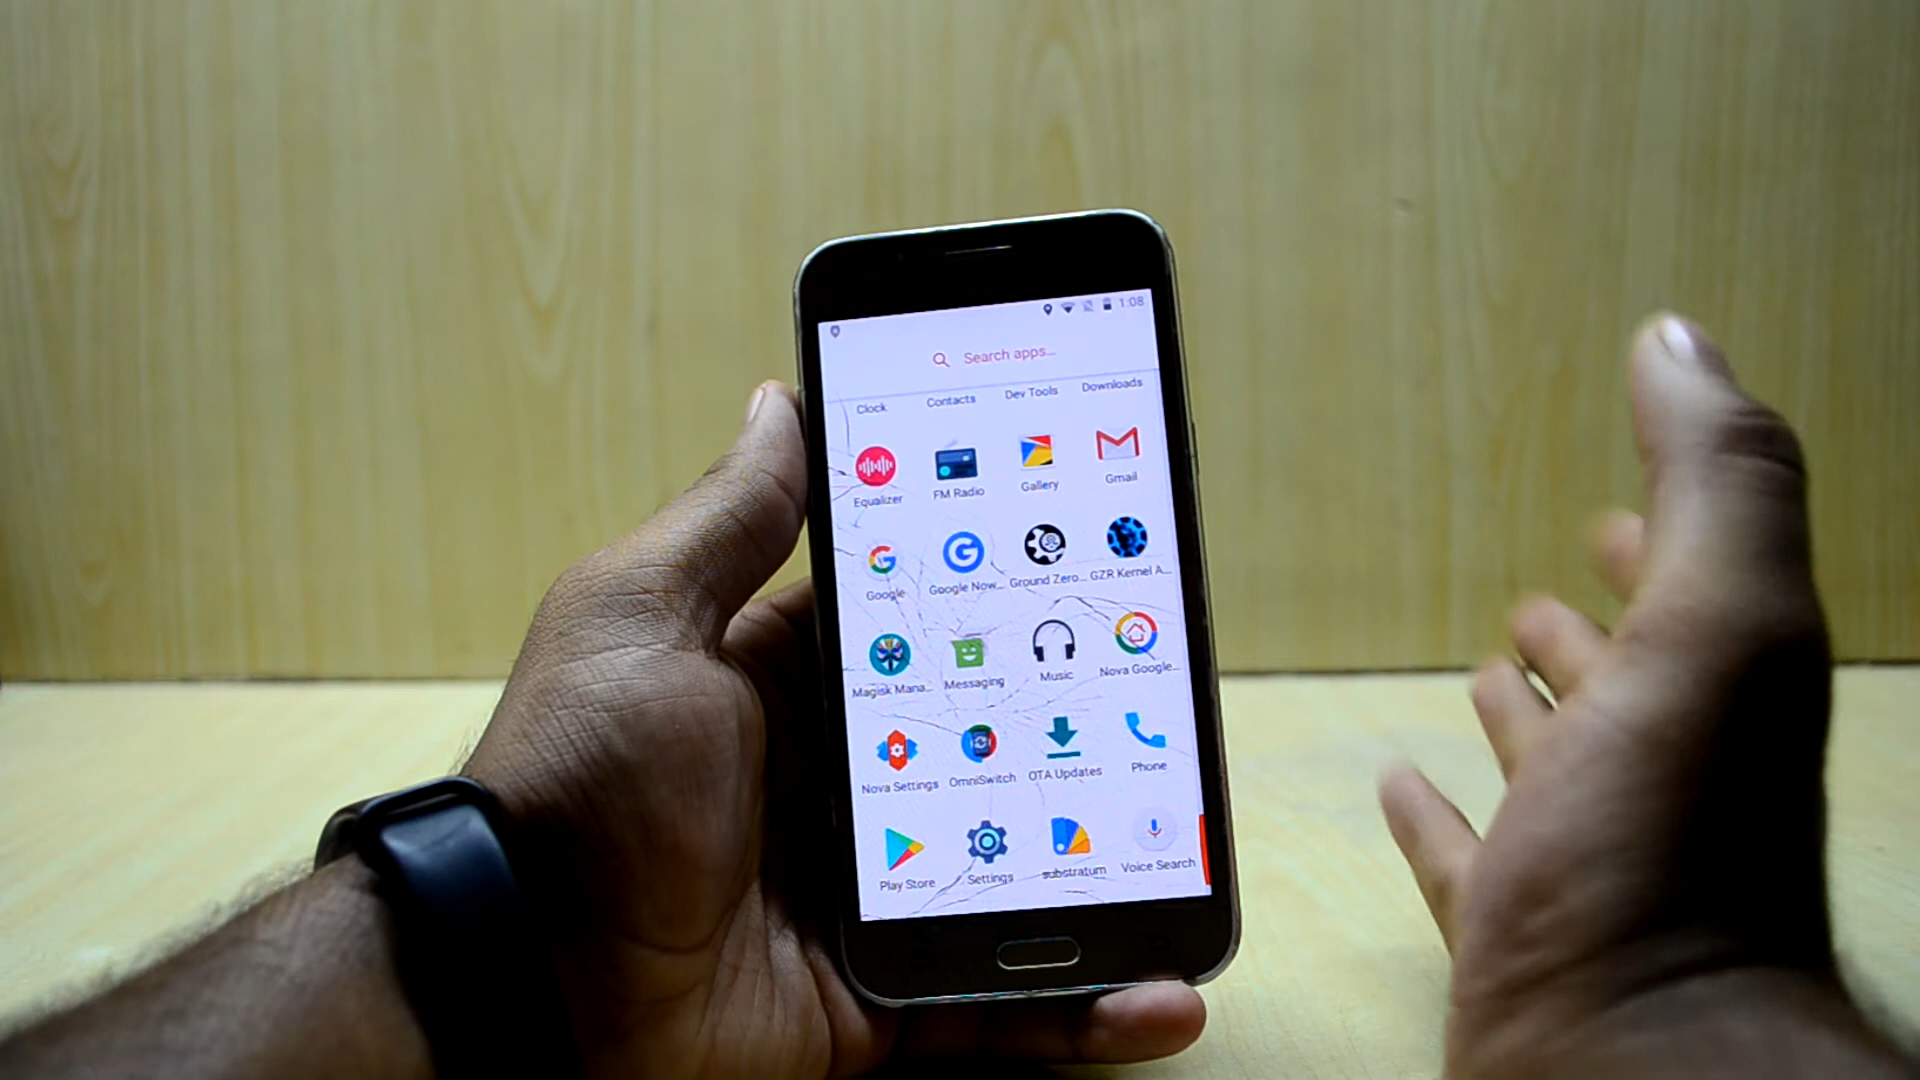 1:08
Search apps...
Clock Contacts Dev Tools Downloads
Equalizer FM Radio Gallery Gmail
Google Google Now... Ground Zero... GZR Kernel A...
Magisk Mana... Messaging Music Nova Google...
Nova Settings OmniSwitch OTA Updates Phone
Play Store Settings substratum Voice Search